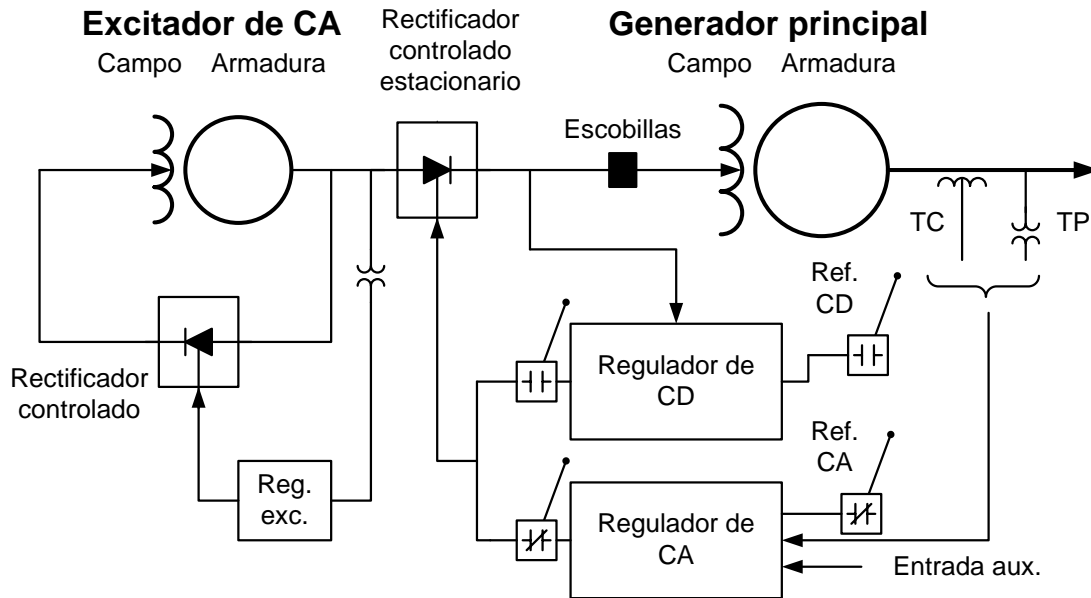 Excitador de CA
Campo Armadura
Rectificador
controlado
estacionario
Generador principal
Campo Armadura
Escobillas
TC
TP
Ref.
CD
Regulador de
CD
Rectificador
controlado
Reg.
exc.
Ref.
CA
Regulador de
CA
Entrada aux.